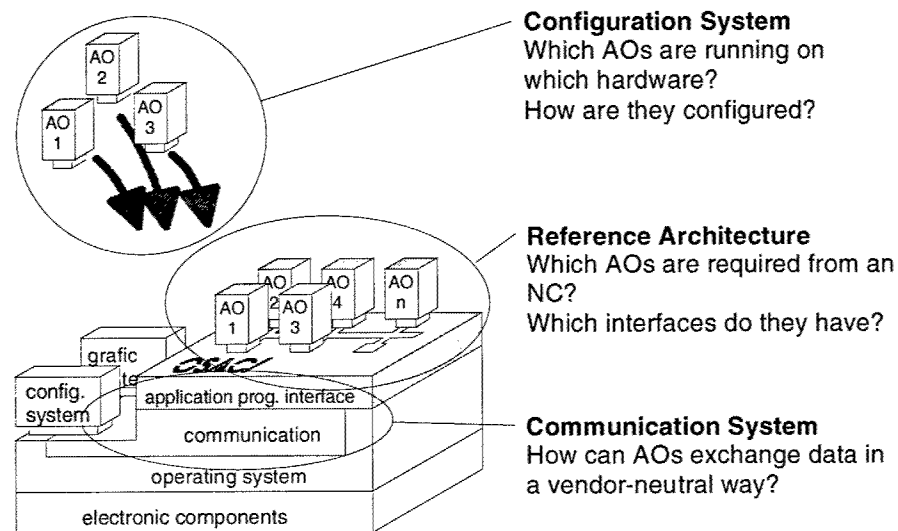 Configuration System
Which AOs are running on
which hardware?
How are they configured?
AO
2
AO
1
AO
3
Reference Architecture
Which AOs are required from an
NC?
Which interfaces do they have?
AO
1
AO
2
AO
3
AO
4
AO
n
grafic
config.
system
application prog. interface
communication
operating system
electronic components
Communication System
How can AOs exchange data in
a vendor-neutral way?